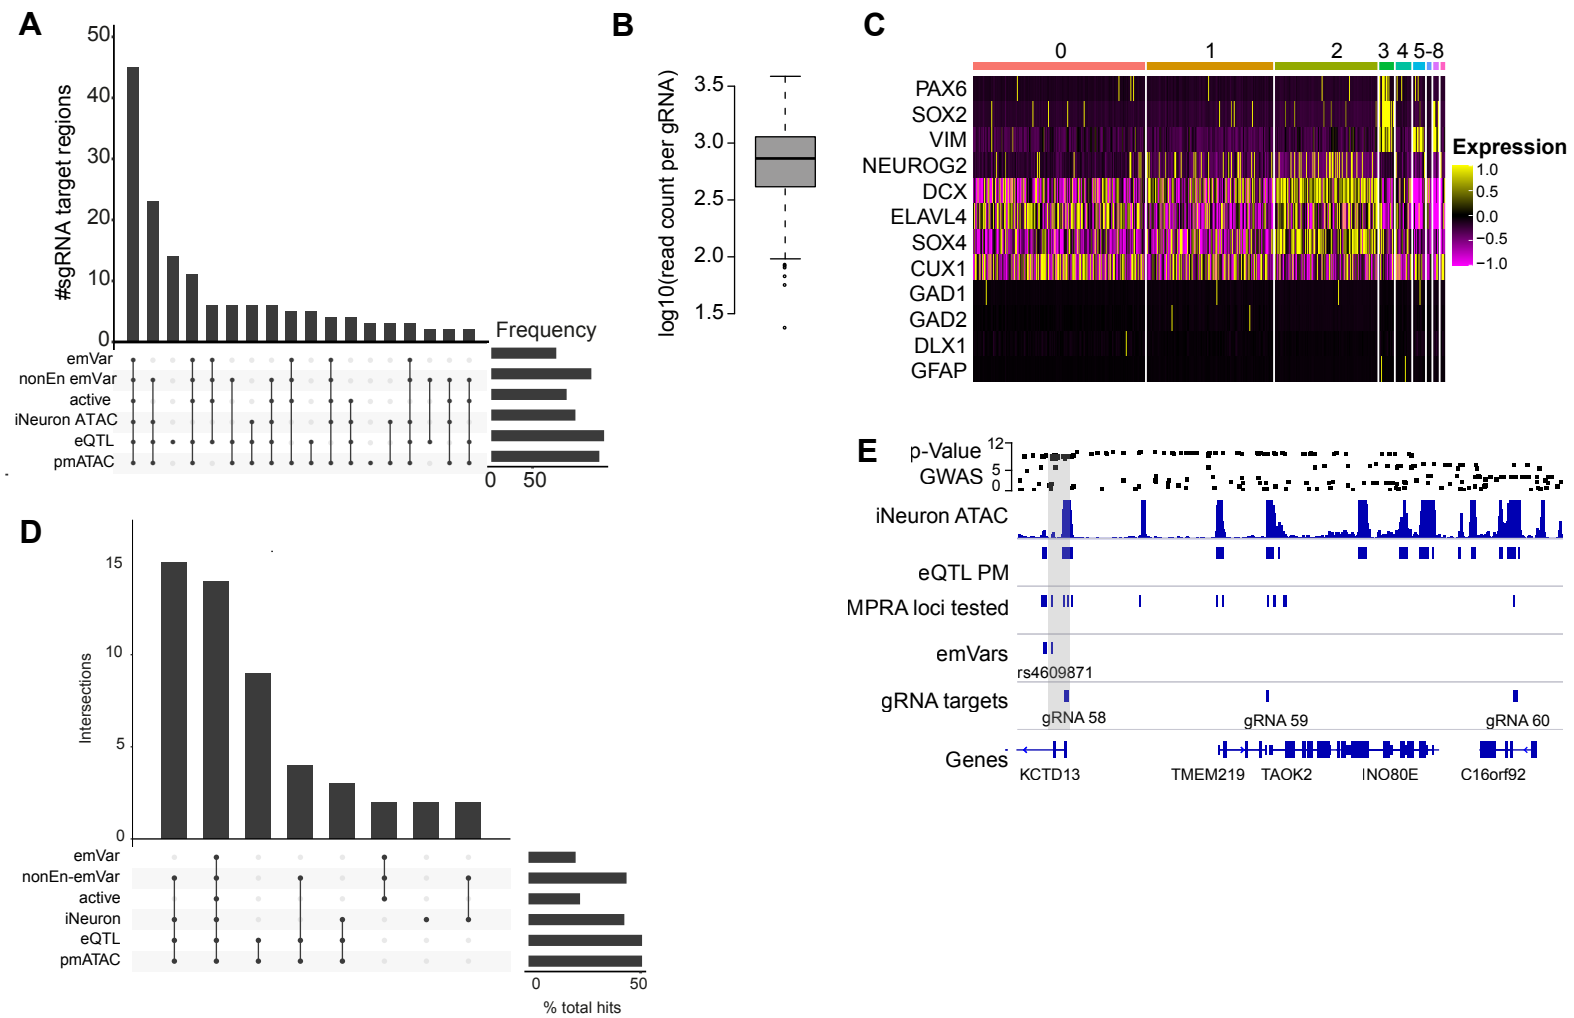 A
#sgRNA target regions
50
40
30
20
10
0
Frequency
emVar
nonEn emVar
active
iNeuron ATAC
eQTL
pmATAC
0 50
B
log10(read count per gRNA)
3.5
3.0
2.5
2.0
1.5
C
0 1 2 3 4 5-8
PAX6
SOX2
VIM
NEUROG2
DCX
ELAVL4
SOX4
CUX1
GAD1
GAD2
DLX1
GFAP
Expression
1.0
0.5
0.0
−0.5
−1.0
D
Intersections
15
10
5
0
emVar
nonEn-emVar
active
iNeuron
eQTL
pmATAC
0 50
% total hits
E
p-Value
GWAS
12
5
0
iNeuron ATAC
eQTL PM
MPRA loci tested
emVars
rs4609871
gRNA targets
gRNA 58 gRNA 59 gRNA 60
Genes
KCTD13 TMEM219 TAOK2 INO80E C16orf92